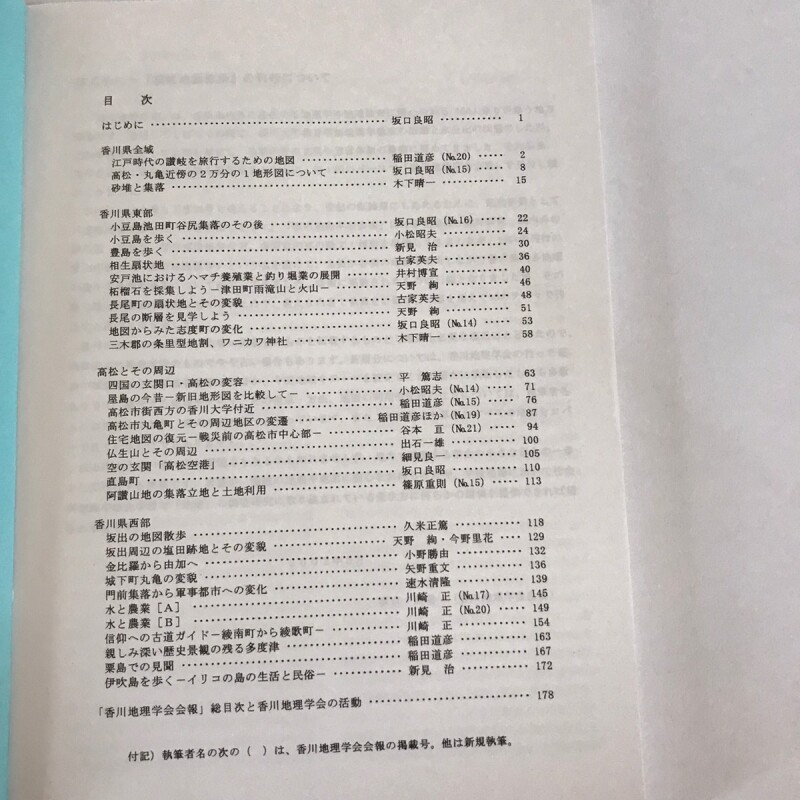 目　次
はじめに ………… 坂口良昭 ………… 1
香川県全域
江戸時代の讃岐を旅行するための地図 ………… 稲田道彦 (№20) …… 2
高松・丸亀近傍の２万分の１地形図について ………… 坂口良昭 (№15) …… 8
砂堆と集落 ………… 木下晴一 ………… 15
香川県東部
小豆島池田町谷尻集落のその後 ………… 坂口良昭 (№16) …… 22
小豆島を歩く ………… 小松昭夫 ………… 24
豊島を歩く ………… 新見　治 ………… 30
相生扇状地 ………… 古家英夫 ………… 36
安戸池におけるハマチ養殖業と釣り堀業の展開 ………… 井村博宣 ………… 40
柘榴石を採集しよう－津田町雨滝山と火山－ ………… 天野　絢 ………… 46
長尾町の扇状地とその変貌 ………… 古家英夫 ………… 48
長尾の断層を見学しよう ………… 天野　絢 ………… 51
地図からみた志度町の変化 ………… 坂口良昭 (№14) …… 53
三木郡の条里型地割、ワニカワ神社 ………… 木下晴一 ………… 58
高松とその周辺
四国の玄関口・高松の変容 ………… 平　篤志 ………… 63
屋島の今昔－新旧地形図を比較して－ ………… 小松昭夫 (№14) …… 71
高松市街西方の香川大学付近 ………… 稲田道彦 (№15) …… 76
高松市丸亀町とその周辺地区の変遷 ………… 稲田道彦ほか (№19) …… 87
住宅地図の復元－戦災前の高松市中心部－ ………… 谷本　亘 (№21) …… 94
仏生山とその周辺 ………… 出石一雄 ………… 100
空の玄関「高松空港」 ………… 細見良一 ………… 105
直島町 ………… 坂口良昭 ………… 110
阿讃山地の集落立地と土地利用 ………… 篠原重則 (№15) …… 113
香川県西部
坂出の地図散歩 ………… 久米正篤 ………… 118
坂出周辺の塩田跡地とその変貌 ………… 天野　絢・今野里花 …… 129
金比羅から由加へ ………… 小野勝由 ………… 132
城下町丸亀の変貌 ………… 矢野重文 ………… 136
門前集落から軍事都市への変化 ………… 速水清隆 ………… 139
水と農業［Ａ］ ………… 川崎　正 (№17) …… 145
水と農業［Ｂ］ ………… 川崎　正 (№20) …… 149
信仰への古道ガイド－綾南町から綾歌町－ ………… 川崎　正 ………… 154
親しみ深い歴史景観の残る多度津 ………… 稲田道彦 ………… 163
粟島での見聞 ………… 稲田道彦 ………… 167
伊吹島を歩く－イリコの島の生活と民俗－ ………… 新見　治 ………… 172
「香川地理学会会報」総目次と香川地理学会の活動 ………… 178
付記）執筆者名の次の（　）は、香川地理学会会報の掲載号。他は新規執筆。